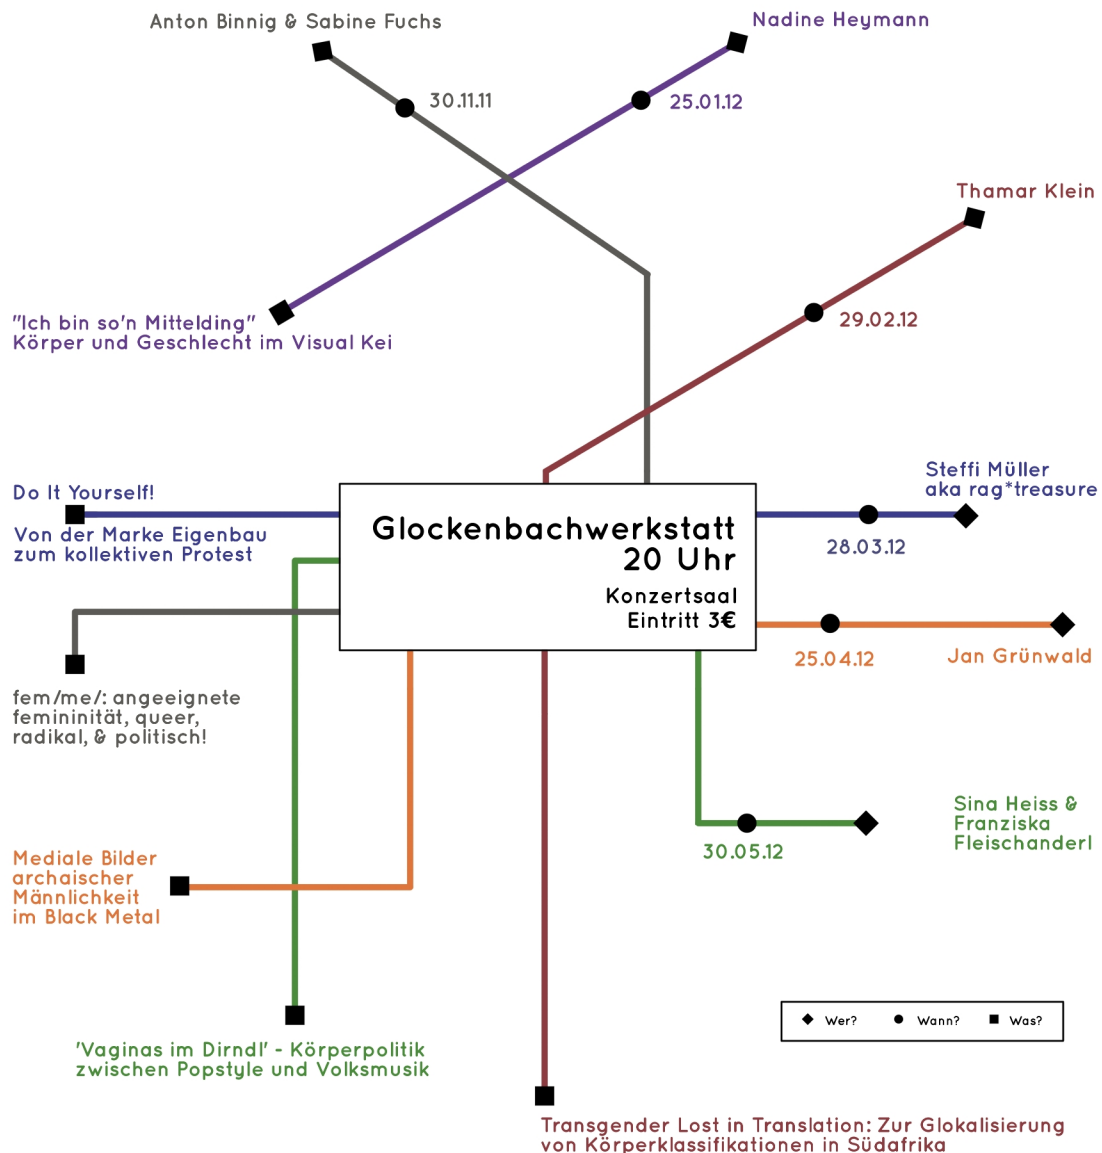 Anton Binnig & Sabine Fuchs
30.11.11
Nadine Heymann
25.01.12
Thamar Klein
29.02.12
"Ich bin so'n Mittelding"
Körper und Geschlecht im Visual Kei
Do It Yourself!
Von der Marke Eigenbau
zum kollektiven Protest
Glockenbachwerkstatt
20 Uhr
Konzertsaal
Eintritt 3€
Steffi Müller
aka rag*treasure
28.03.12
25.04.12
Jan Grünwald
fem/me/: angeeignete
femininität, queer,
radikal, & politisch!
Sina Heiss &
Franziska
Fleischanderl
30.05.12
Mediale Bilder
archaischer
Männlichkeit
im Black Metal
Wer? Wann? Was?
'Vaginas im Dirndl' - Körperpolitik
zwischen Popstyle und Volksmusik
Transgender Lost in Translation: Zur Glokalisierung
von Körperklassifikationen in Südafrika